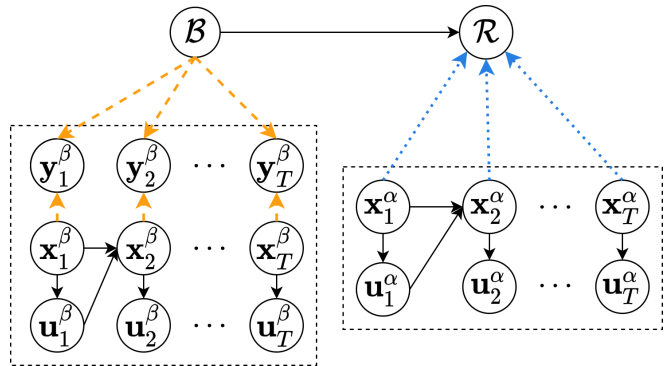 ℬ ℛ
𝐲₁^β 𝐲₂^β ··· 𝐲_T^β
𝐱₁^α 𝐱₂^α ··· 𝐱_T^α
𝐱₁^β 𝐱₂^β ··· 𝐱_T^β
𝐮₁^α 𝐮₂^α ··· 𝐮_T^α
𝐮₁^β 𝐮₂^β ··· 𝐮_T^β